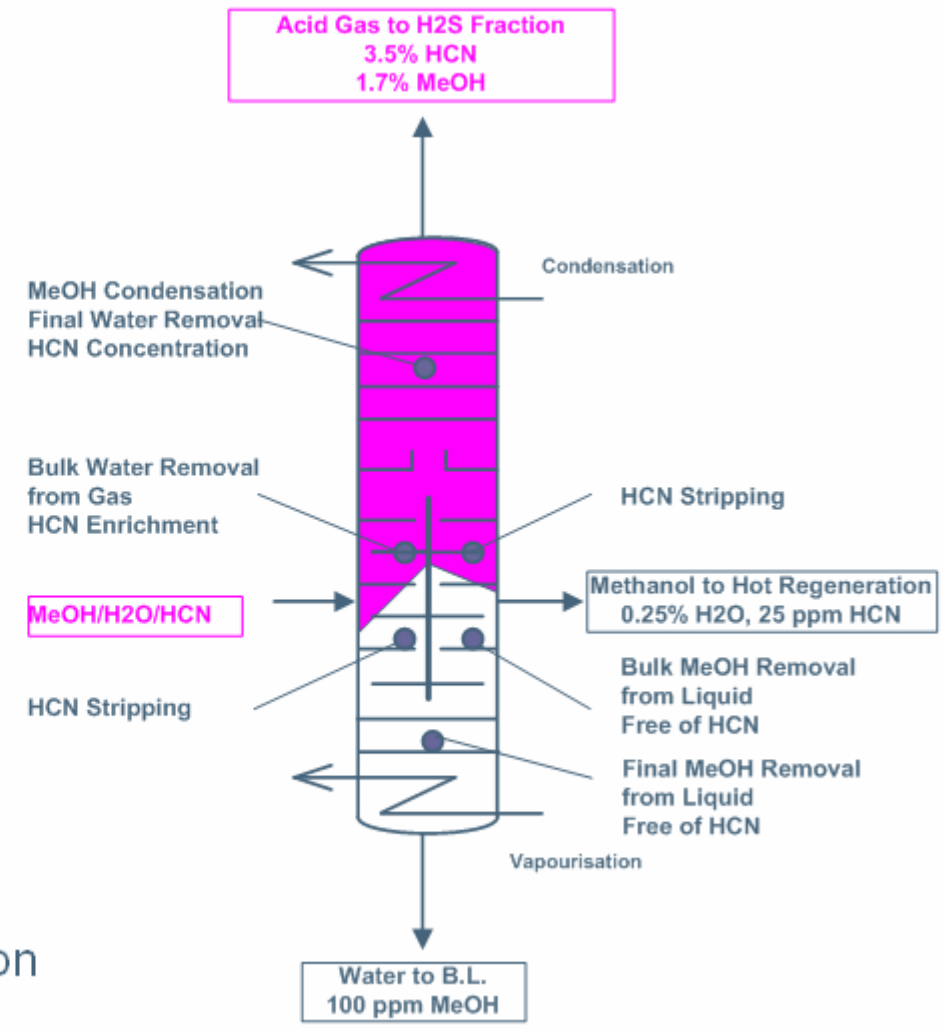 Acid Gas to H2S Fraction
3.5% HCN
1.7% MeOH
Condensation
MeOH Condensation
Final Water Removal
HCN Concentration
Bulk Water Removal
from Gas
HCN Enrichment
HCN Stripping
MeOH/H2O/HCN
Methanol to Hot Regeneration
0.25% H2O, 25 ppm HCN
HCN Stripping
Bulk MeOH Removal
from Liquid
Free of HCN
Final MeOH Removal
from Liquid
Free of HCN
Vapourisation
on
Water to B.L.
100 ppm MeOH